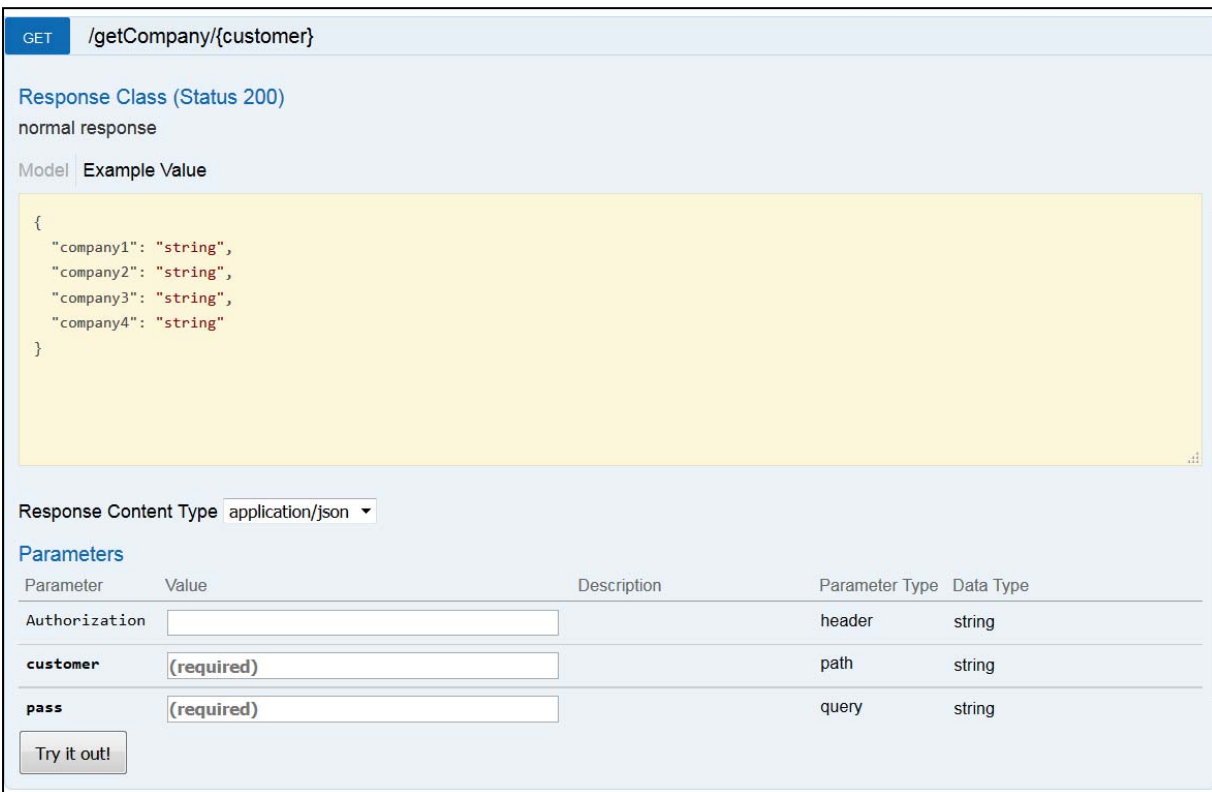 GET /getCompany/{customer}
Response Class (Status 200)
normal response
Model Example Value
{
"company1": "string",
"company2": "string",
"company3": "string",
"company4": "string"
}
Response Content Type application/json
Parameters
Parameter Value Description Parameter Type Data Type
Authorization header string
customer (required) path string
pass (required) query string
Try it out!